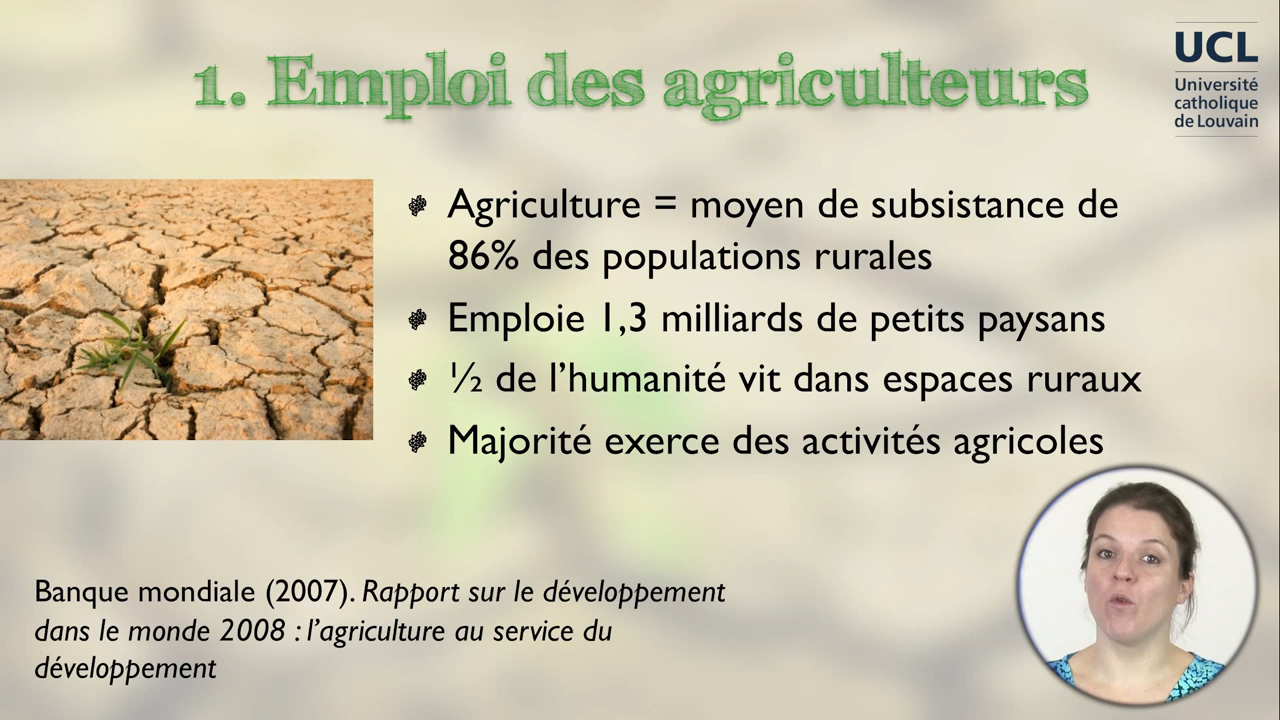 1. Emploi des agriculteurs
UCL
Université
catholique
de Louvain
Agriculture = moyen de subsistance de
86% des populations rurales
Emploie 1,3 milliards de petits paysans
½ de l’humanité vit dans espaces ruraux
Majorité exerce des activités agricoles
Banque mondiale (2007). Rapport sur le développement
dans le monde 2008 : l’agriculture au service du
développement